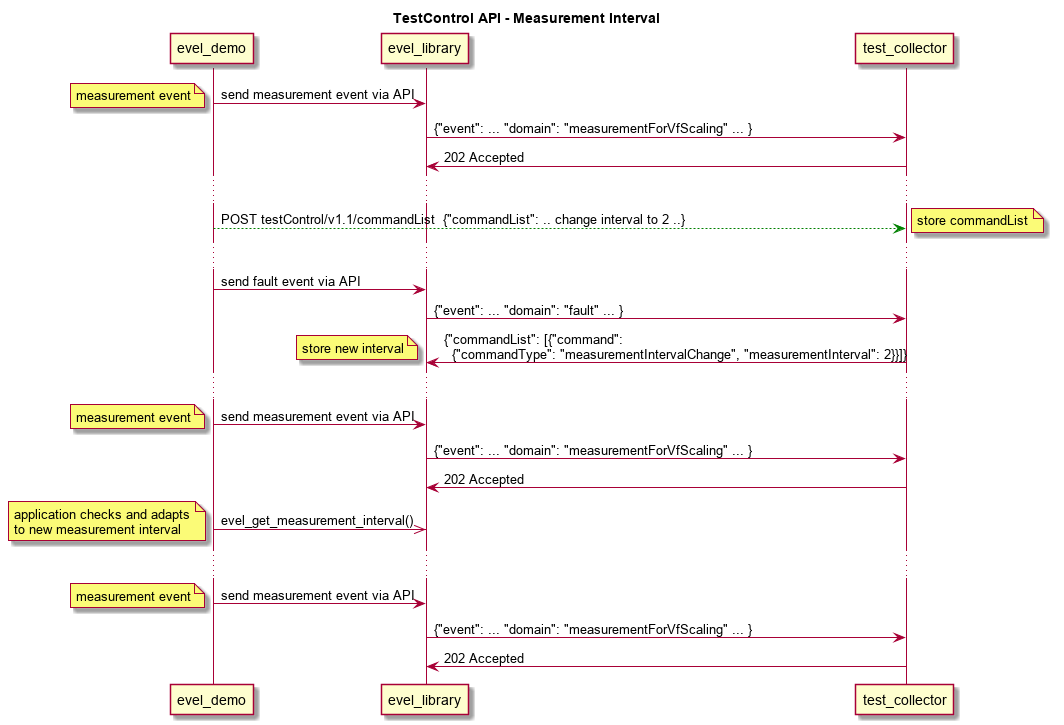 TestControl API - Measurement Interval
evel_demo
evel_library
test_collector
measurement event
send measurement event via API
{"event": ... "domain": "measurementForVfScaling" ... }
202 Accepted
POST testControl/v1.1/commandList  {"commandList": .. change interval to 2 ..}
store commandList
send fault event via API
{"event": ... "domain": "fault" ... }
store new interval
{"commandList": [{"command":
{"commandType": "measurementIntervalChange", "measurementInterval": 2}}]}
measurement event
send measurement event via API
{"event": ... "domain": "measurementForVfScaling" ... }
202 Accepted
application checks and adapts
to new measurement interval
evel_get_measurement_interval()
measurement event
send measurement event via API
{"event": ... "domain": "measurementForVfScaling" ... }
202 Accepted
evel_demo
evel_library
test_collector